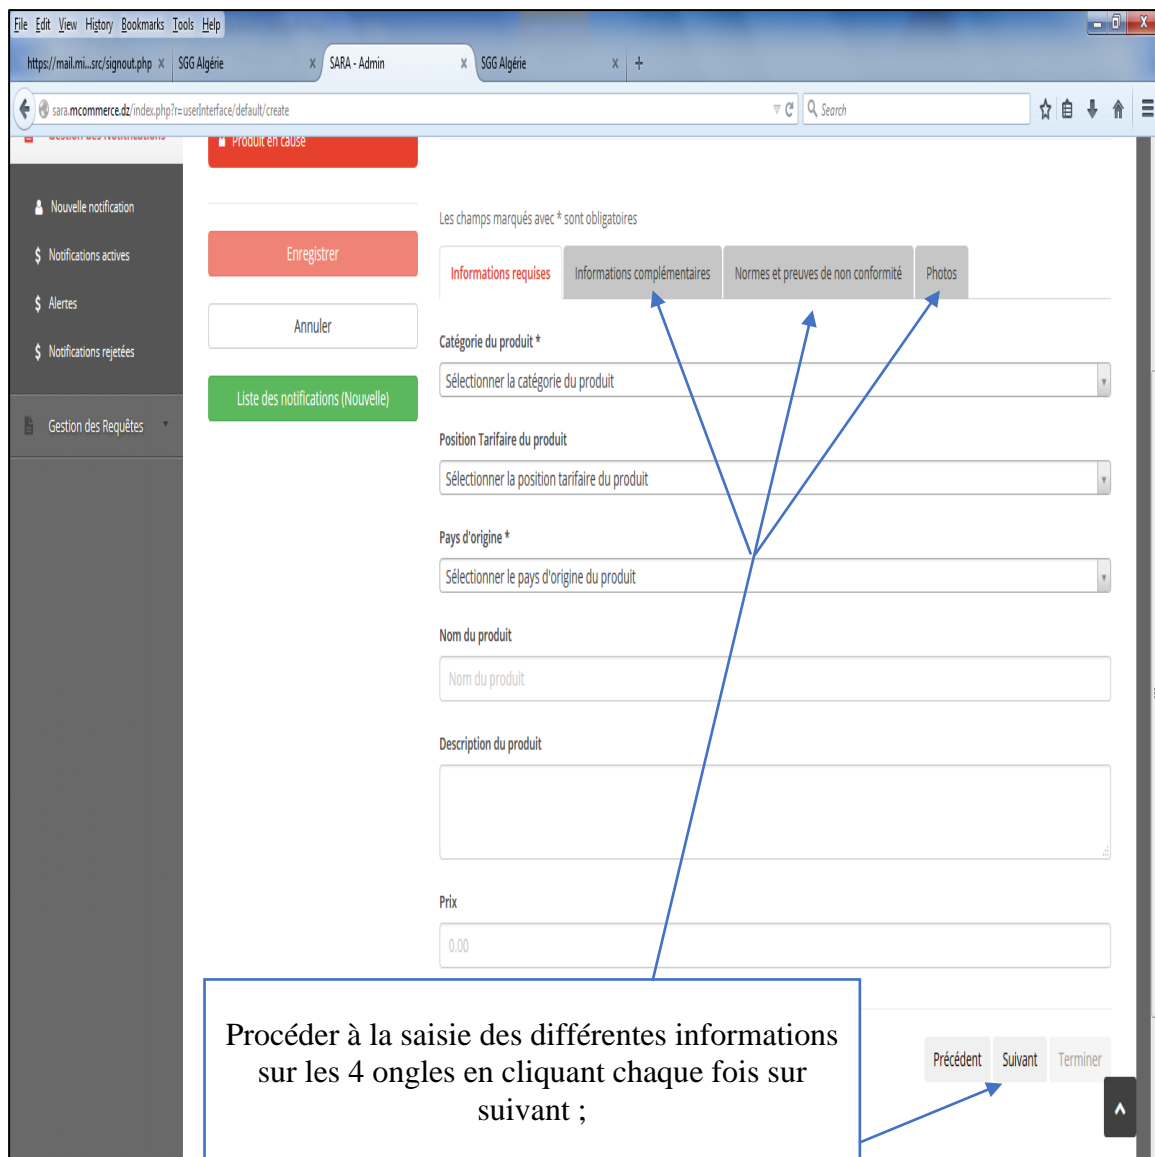 File Edit View History Bookmarks Tools Help
https://mail.mi...src/signout.php × SGG Algérie × SARA - Admin × SGG Algérie × +
sara.mcommerce.dz/index.php?r=userInterface/default/create Search
Gestion des Notifications
Produit en cause
Nouvelle notification
Notifications actives
Alertes
Notifications rejetées
Gestion des Requêtes
Enregistrer
Annuler
Liste des notifications (Nouvelle)
Les champs marqués avec * sont obligatoires
Informations requises Informations complémentaires Normes et preuves de non conformité Photos
Catégorie du produit *
Sélectionner la catégorie du produit
Position Tarifaire du produit
Sélectionner la position tarifaire du produit
Pays d'origine *
Sélectionner le pays d'origine du produit
Nom du produit
Nom du produit
Description du produit
Prix
0.00
Précédent Suivant Terminer
Procéder à la saisie des différentes informations
sur les 4 ongles en cliquant chaque fois sur
suivant ;